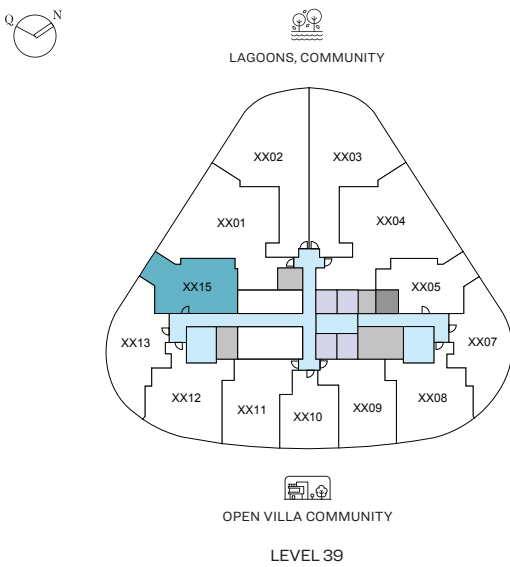 Q N
LAGOONS, COMMUNITY
XX02 XX03
XX01 XX04
XX15 XX05
XX13 XX07
XX12 XX08
XX11 XX09
XX10
OPEN VILLA COMMUNITY
LEVEL 39